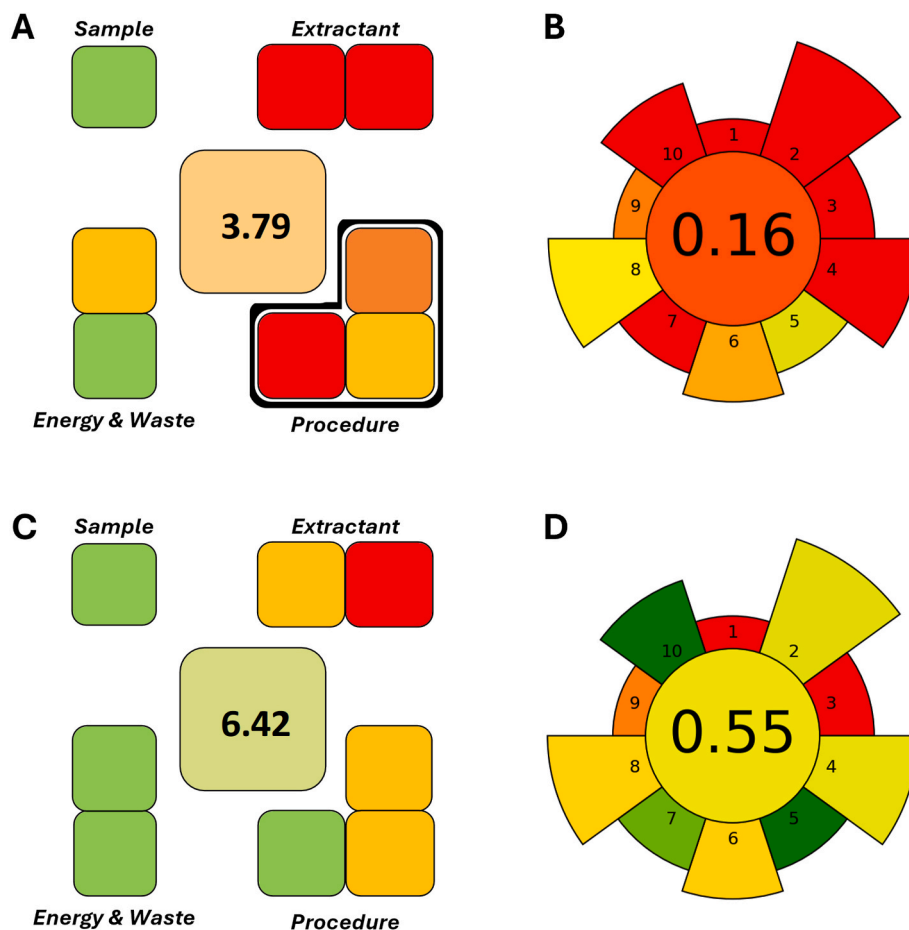 A
Sample
Extractant
3.79
Energy & Waste
Procedure
B
1
2
3
4
5
6
7
8
9
10
0.16
C
Sample
Extractant
6.42
Energy & Waste
Procedure
D
1
2
3
4
5
6
7
8
9
10
0.55